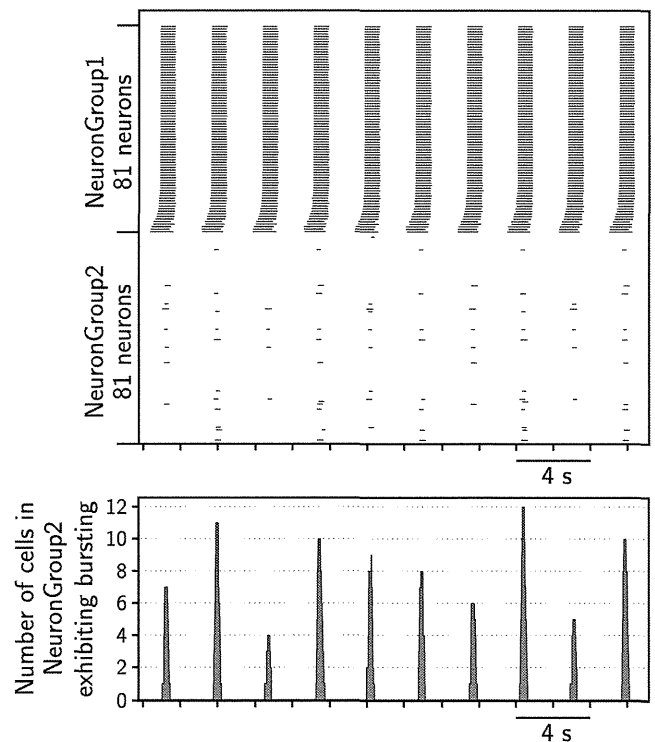 NeuronGroup1
81 neurons
NeuronGroup2
81 neurons
4 s
Number of cells in
NeuronGroup2
exhibiting bursting
12
10
8
6
4
2
0
4 s